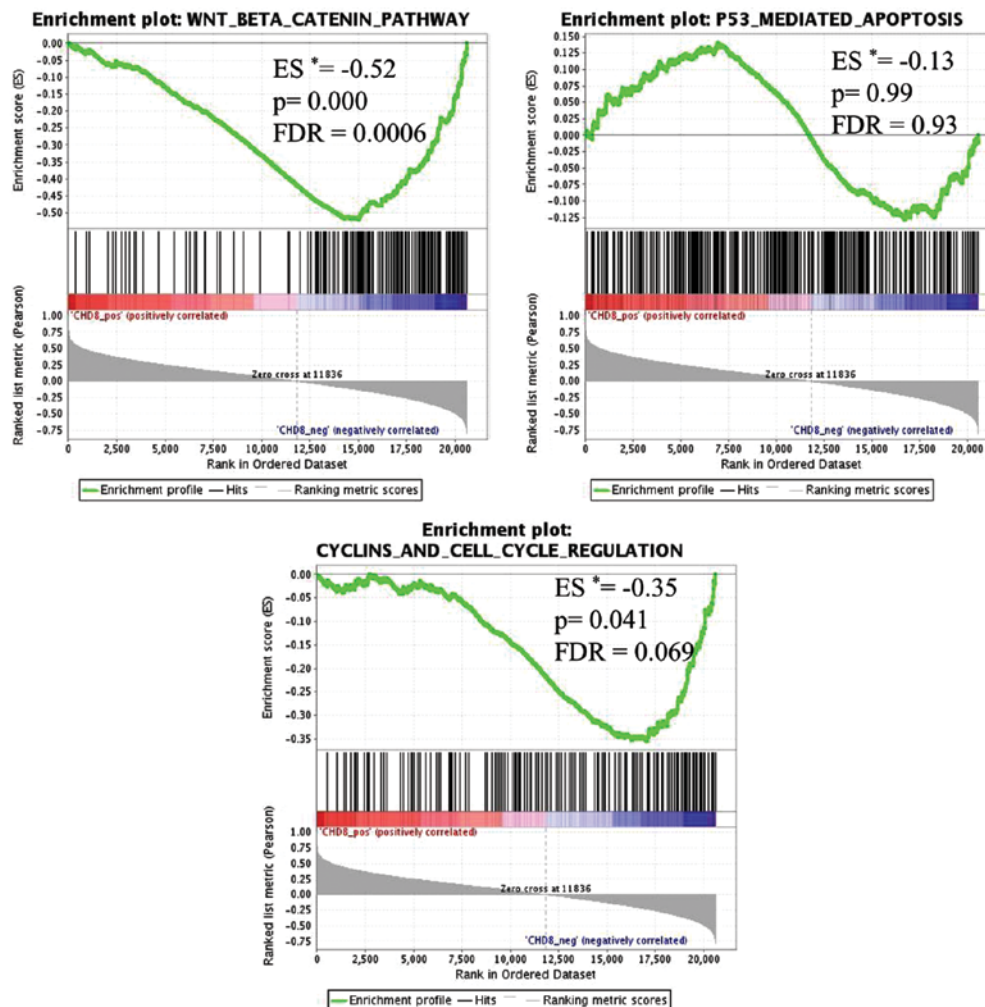 Enrichment plot: WNT_BETA_CATENIN_PATHWAY
ES *= -0.52
p= 0.000
FDR = 0.0006
Enrichment score (ES)
0.00
-0.05
-0.10
-0.15
-0.20
-0.25
-0.30
-0.35
-0.40
-0.45
-0.50
'CHD8_pos' (positively correlated)
Zero cross at 11836
'CHD8_neg' (negatively correlated)
Ranked list metric (Pearson)
1.00
0.75
0.50
0.25
0.00
-0.25
-0.50
-0.75
0 2,500 5,000 7,500 10,000 12,500 15,000 17,500 20,000
Rank in Ordered Dataset
Enrichment profile Hits Ranking metric scores
Enrichment plot: P53_MEDIATED_APOPTOSIS
ES *= -0.13
p= 0.99
FDR = 0.93
Enrichment score (ES)
0.150
0.125
0.100
0.075
0.050
0.025
0.000
-0.025
-0.050
-0.075
-0.100
-0.125
'CHD8_pos' (positively correlated)
Zero cross at 11836
'CHD8_neg' (negatively correlated)
Ranked list metric (Pearson)
1.00
0.75
0.50
0.25
0.00
-0.25
-0.50
-0.75
0 2,500 5,000 7,500 10,000 12,500 15,000 17,500 20,000
Rank in Ordered Dataset
Enrichment profile Hits Ranking metric scores
Enrichment plot:
CYCLINS_AND_CELL_CYCLE_REGULATION
ES *= -0.35
p= 0.041
FDR = 0.069
Enrichment score (ES)
0.00
-0.05
-0.10
-0.15
-0.20
-0.25
-0.30
-0.35
'CHD8_pos' (positively correlated)
Zero cross at 11836
'CHD8_neg' (negatively correlated)
Ranked list metric (Pearson)
1.00
0.75
0.50
0.25
0.00
-0.25
-0.50
-0.75
0 2,500 5,000 7,500 10,000 12,500 15,000 17,500 20,000
Rank in Ordered Dataset
Enrichment profile Hits Ranking metric scores